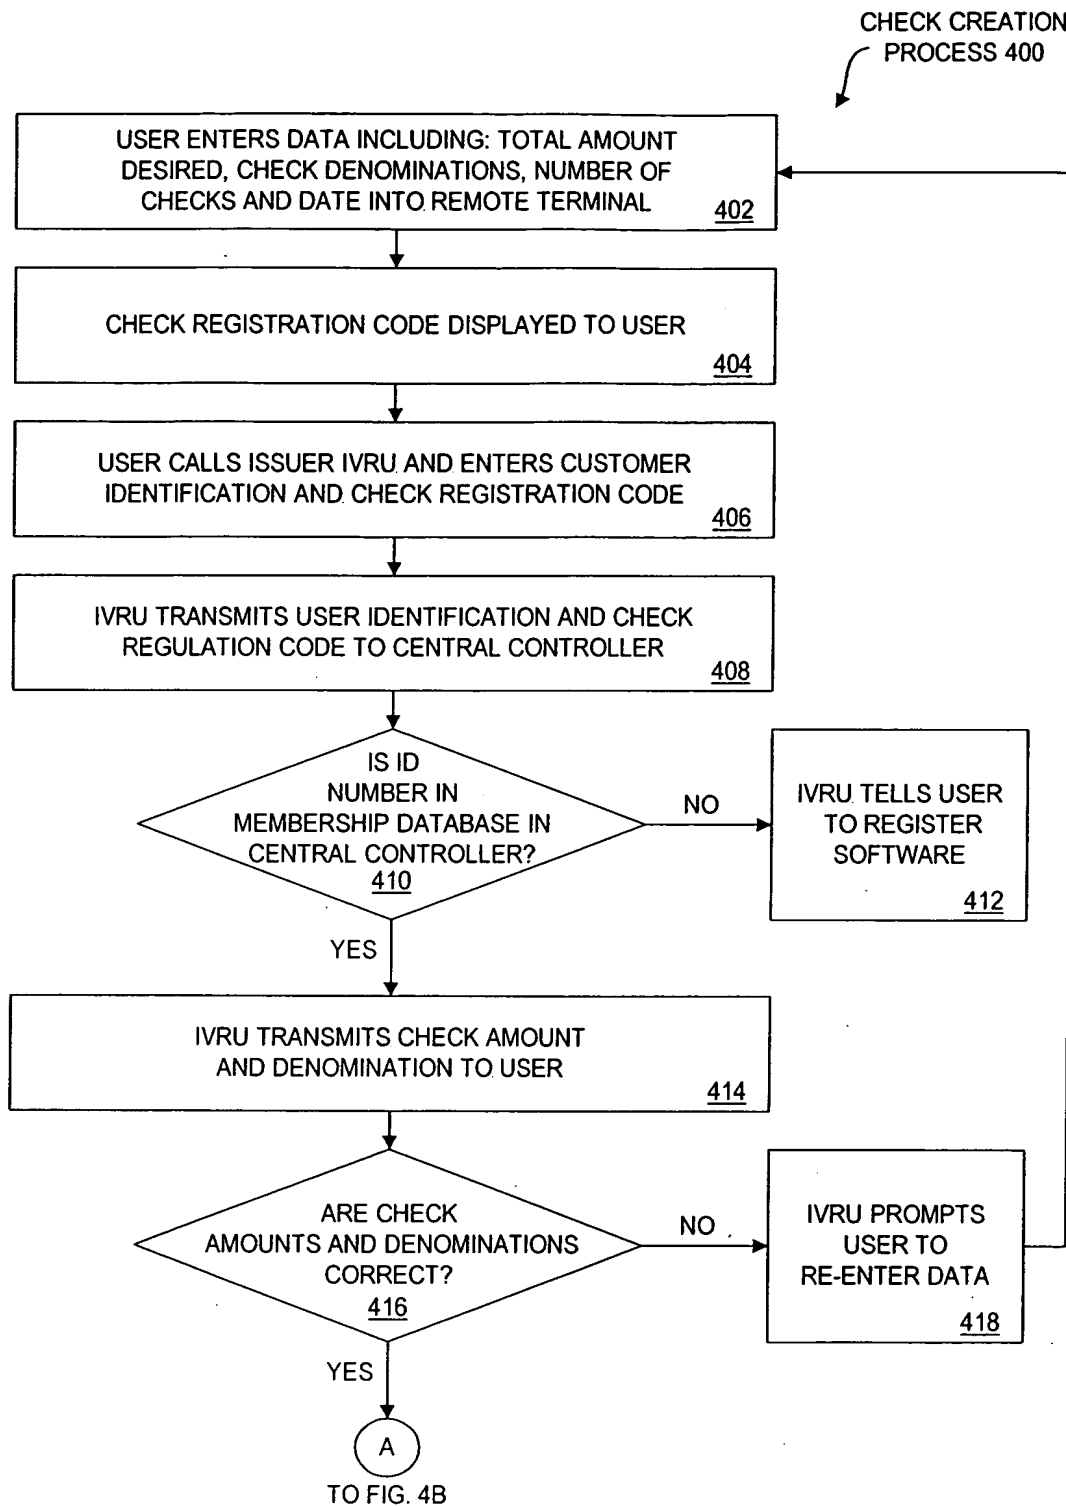 CHECK CREATION
PROCESS 400
USER ENTERS DATA INCLUDING: TOTAL AMOUNT
DESIRED, CHECK DENOMINATIONS, NUMBER OF
CHECKS AND DATE INTO REMOTE TERMINAL
402
CHECK REGISTRATION CODE DISPLAYED TO USER
404
USER CALLS ISSUER IVRU AND ENTERS CUSTOMER
IDENTIFICATION AND CHECK REGISTRATION CODE
406
IVRU TRANSMITS USER IDENTIFICATION AND CHECK
REGULATION CODE TO CENTRAL CONTROLLER
408
IS ID
NUMBER IN
MEMBERSHIP DATABASE IN
CENTRAL CONTROLLER?
410
NO
IVRU TELLS USER
TO REGISTER
SOFTWARE
412
YES
IVRU TRANSMITS CHECK AMOUNT
AND DENOMINATION TO USER
414
ARE CHECK
AMOUNTS AND DENOMINATIONS
CORRECT?
416
NO
IVRU PROMPTS
USER TO
RE-ENTER DATA
418
YES
A
TO FIG. 4B